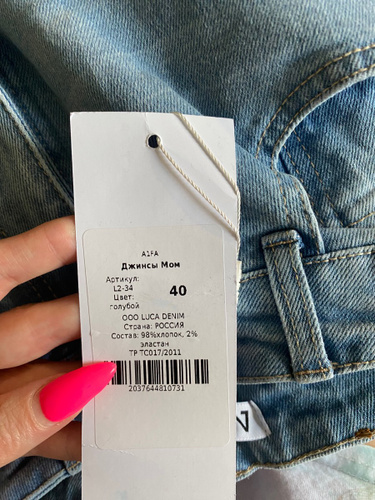 A1FA
Джинсы Мом
Артикул:
L2-34
Цвет:
голубой
40
ООО LUCA DENIM
Страна: РОССИЯ
Состав: 98%хлопок, 2%
эластан
ТР ТС017/2011
2037644810731